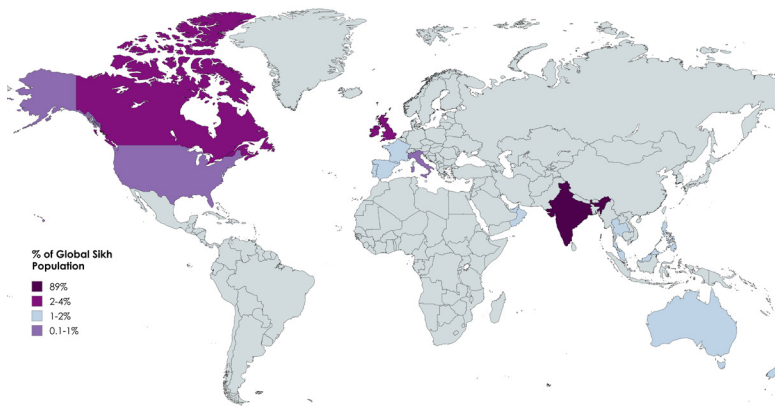 % of Global Sikh
Population
89%
2-4%
1-2%
0.1-1%